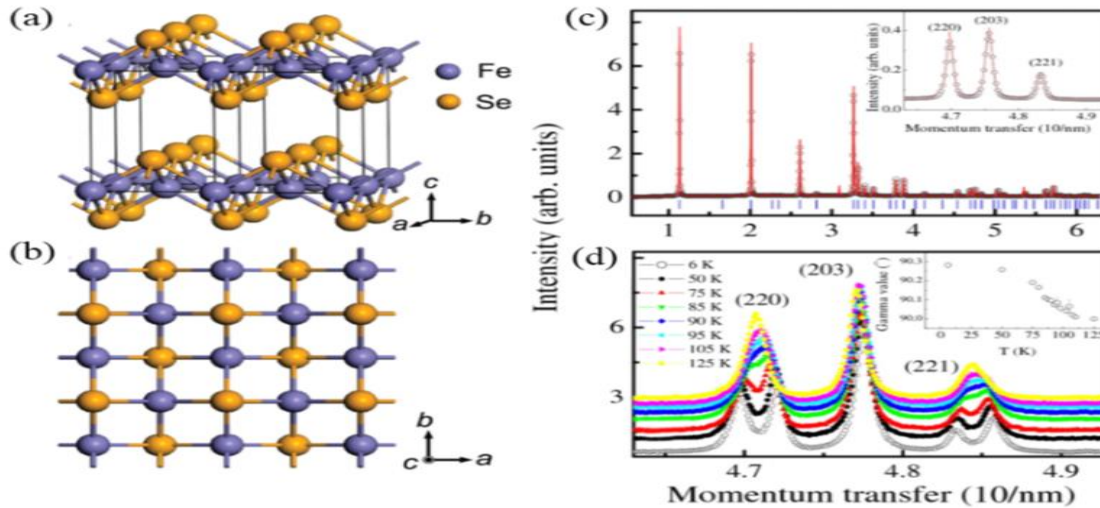 (a)
Fe
Se
c
a
b
(b)
b
c
a
(c)
Intensity (arb. units)
6
4
2
0
1
2
3
4
5
6
Intensity (arb. units)
0.4
0.2
0.0
(220)
(203)
(221)
4.7
4.8
4.9
Momentum transfer (10/nm)
(d)
6
3
6 K
50 K
75 K
85 K
90 K
95 K
105 K
125 K
(220)
(203)
(221)
Gamma value (°)
90.3
90.2
90.1
90.0
0
25
50
75
100
125
T (K)
4.7
4.8
4.9
Momentum transfer (10/nm)